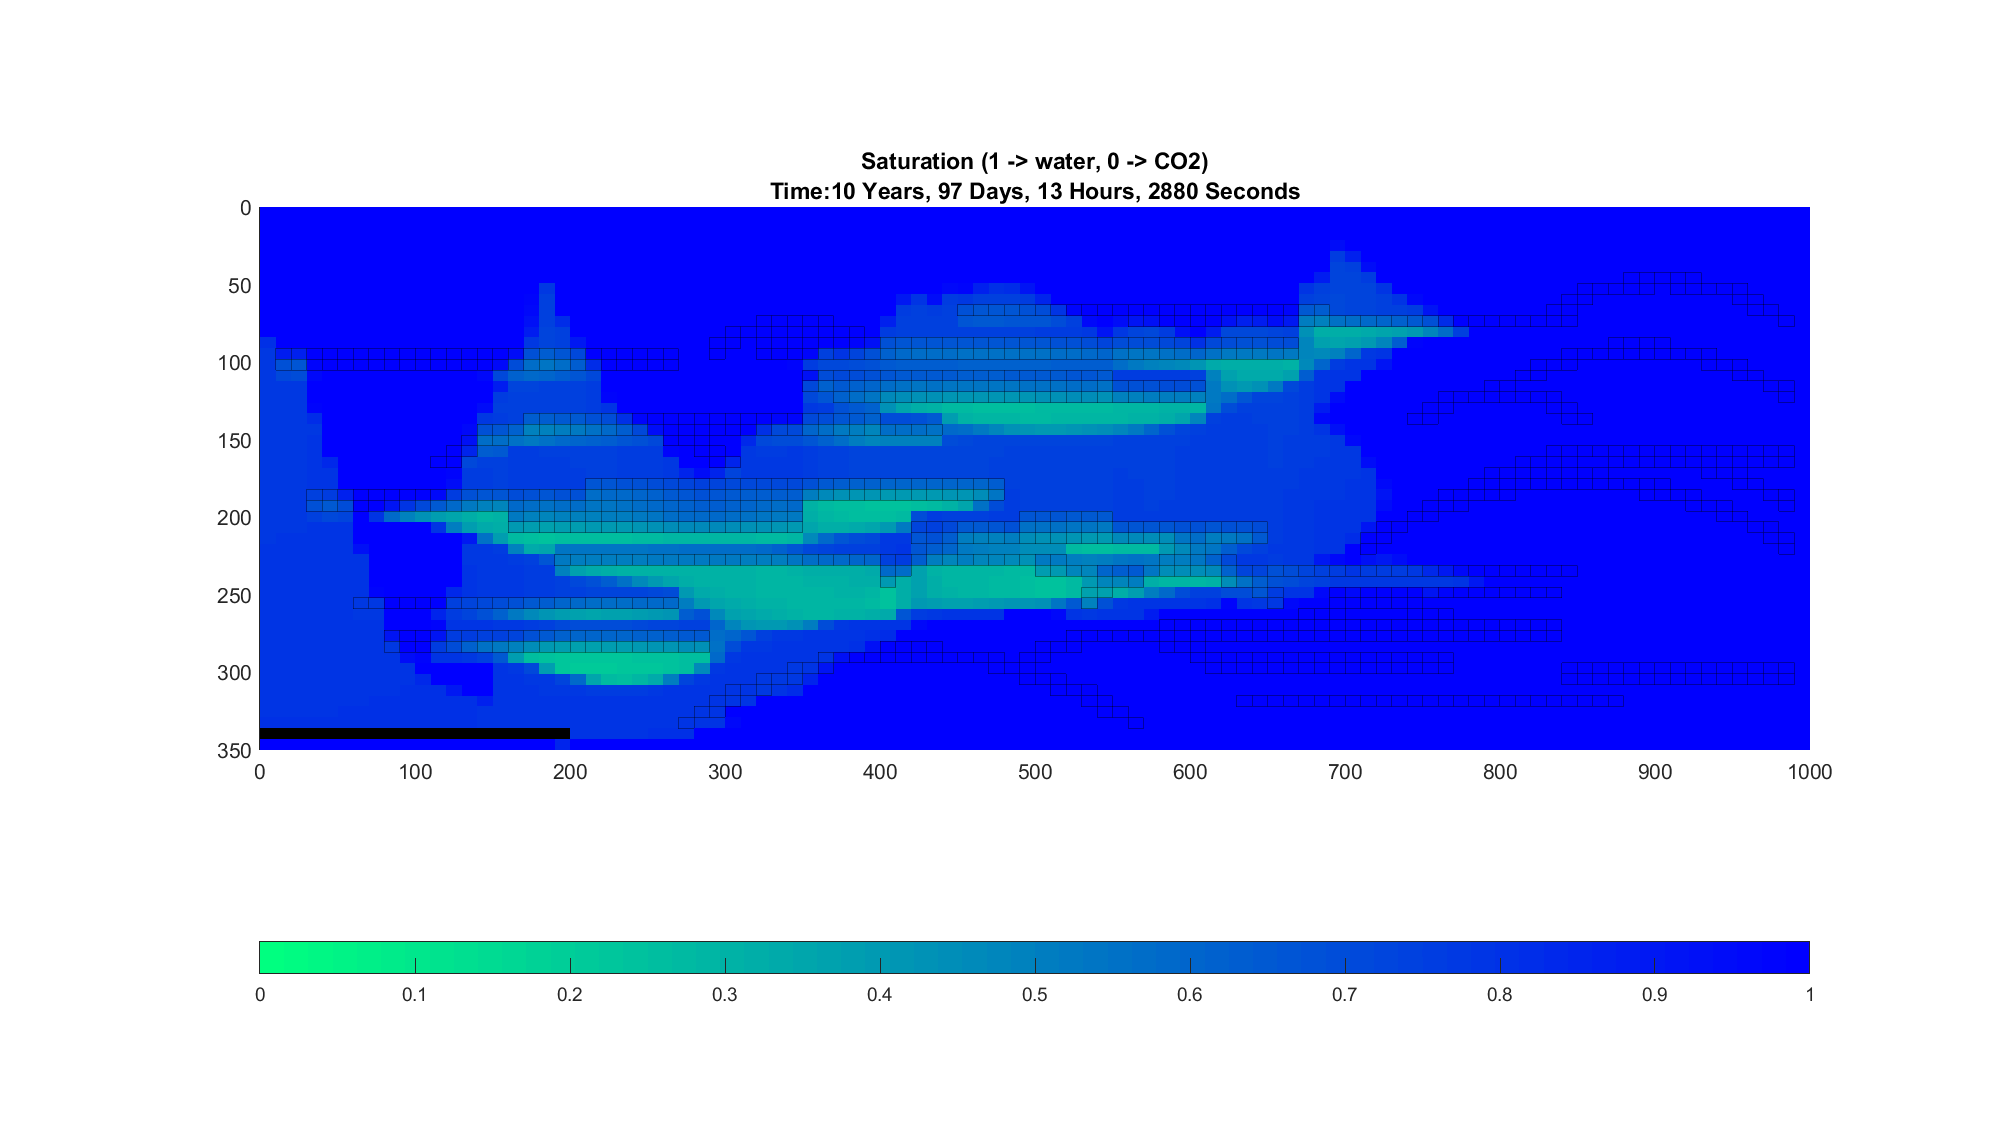 Saturation (1 -> water, 0 -> CO2)
Time:10 Years, 97 Days, 13 Hours, 2880 Seconds
0
50
100
150
200
250
300
350
0 100 200 300 400 500 600 700 800 900 1000
0 0.1 0.2 0.3 0.4 0.5 0.6 0.7 0.8 0.9 1